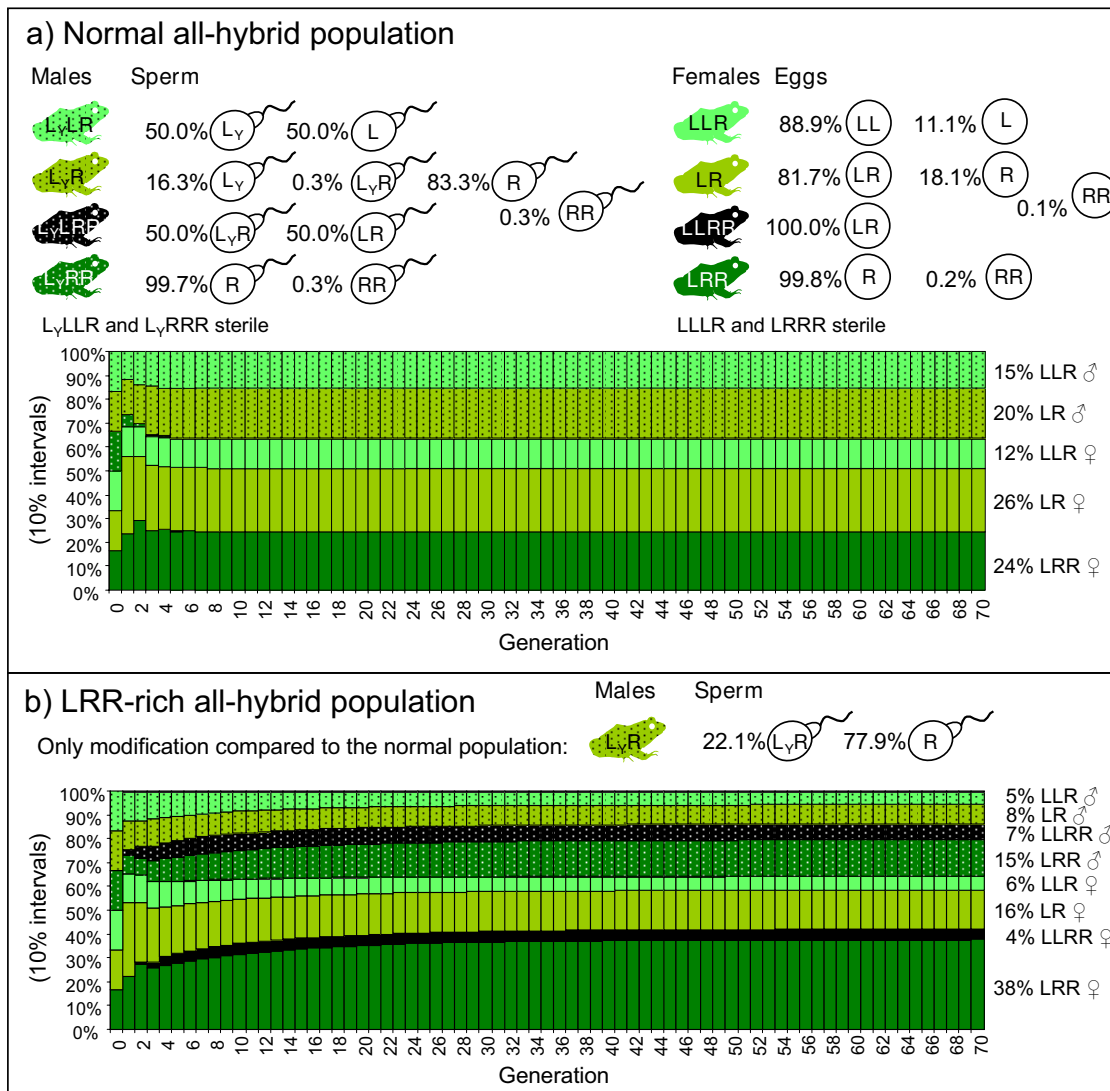 a) Normal all-hybrid population
Males Sperm Females Eggs
LYLR 50.0% LY 50.0% L LLR 88.9% LL 11.1% L
LYR 16.3% LY 0.3% LYR 83.3% R 0.3% RR LR 81.7% LR 18.1% R 0.1% RR
LYLRR 50.0% LYR 50.0% LR LLRR 100.0% LR
LYRR 99.7% R 0.3% RR LRR 99.8% R 0.2% RR
LYLLR and LYRRR sterile LLLR and LRRR sterile
100%
90%
80%
70%
60%
50%
40%
30%
20%
10%
0%
(10% intervals)
15% LLR ♂
20% LR ♂
12% LLR ♀
26% LR ♀
24% LRR ♀
0 2 4 6 8 10 12 14 16 18 20 22 24 26 28 30 32 34 36 38 40 42 44 46 48 50 52 54 56 58 60 62 64 66 68 70
Generation
b) LRR-rich all-hybrid population
Males Sperm
Only modification compared to the normal population: LYR 22.1% LYR 77.9% R
100%
90%
80%
70%
60%
50%
40%
30%
20%
10%
0%
(10% intervals)
5% LLR ♂
8% LR ♂
7% LLRR ♂
15% LRR ♂
6% LLR ♀
16% LR ♀
4% LLRR ♀
38% LRR ♀
0 2 4 6 8 10 12 14 16 18 20 22 24 26 28 30 32 34 36 38 40 42 44 46 48 50 52 54 56 58 60 62 64 66 68 70
Generation